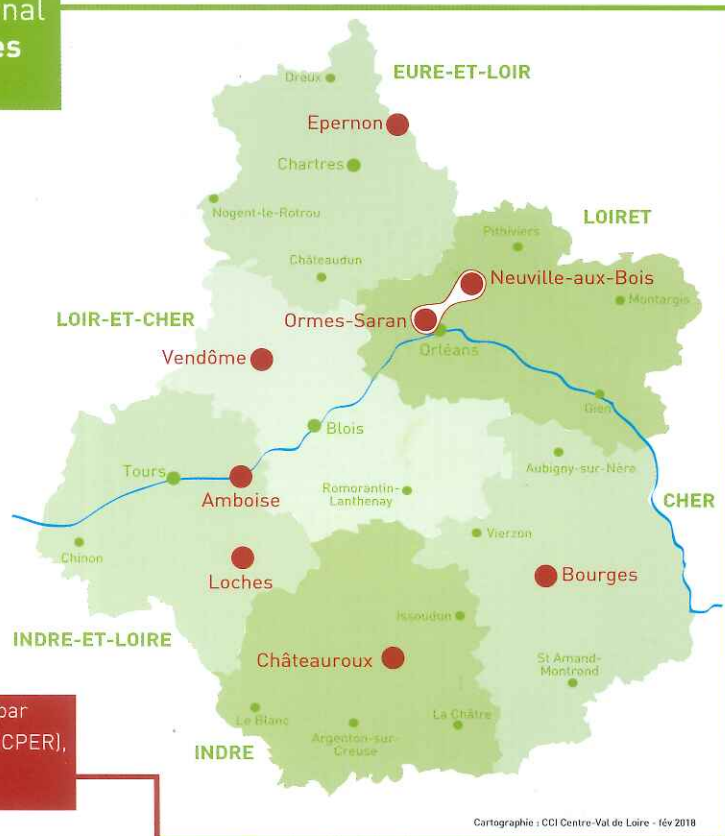 nal
es
EURE-ET-LOIR
Dreux
Epernon
Chartres
Nogent-le-Rotrou
LOIRET
Pithiviers
Châteaudun
Neuville-aux-Bois
Montargis
LOIR-ET-CHER
Ormes-Saran
Orléans
Vendôme
Gien
Blois
Aubigny-sur-Nère
Tours
Amboise
Romorantin-
Lanthenay
CHER
Vierzon
Chinon
Loches
Bourges
Issoudun
INDRE-ET-LOIRE
Châteauroux
St Amand-
Montrond
par
CPER),
Le Blanc
La Châtre
Argenton-sur-
Creuse
INDRE
Cartographie : CCI Centre-Val de Loire - fév 2018